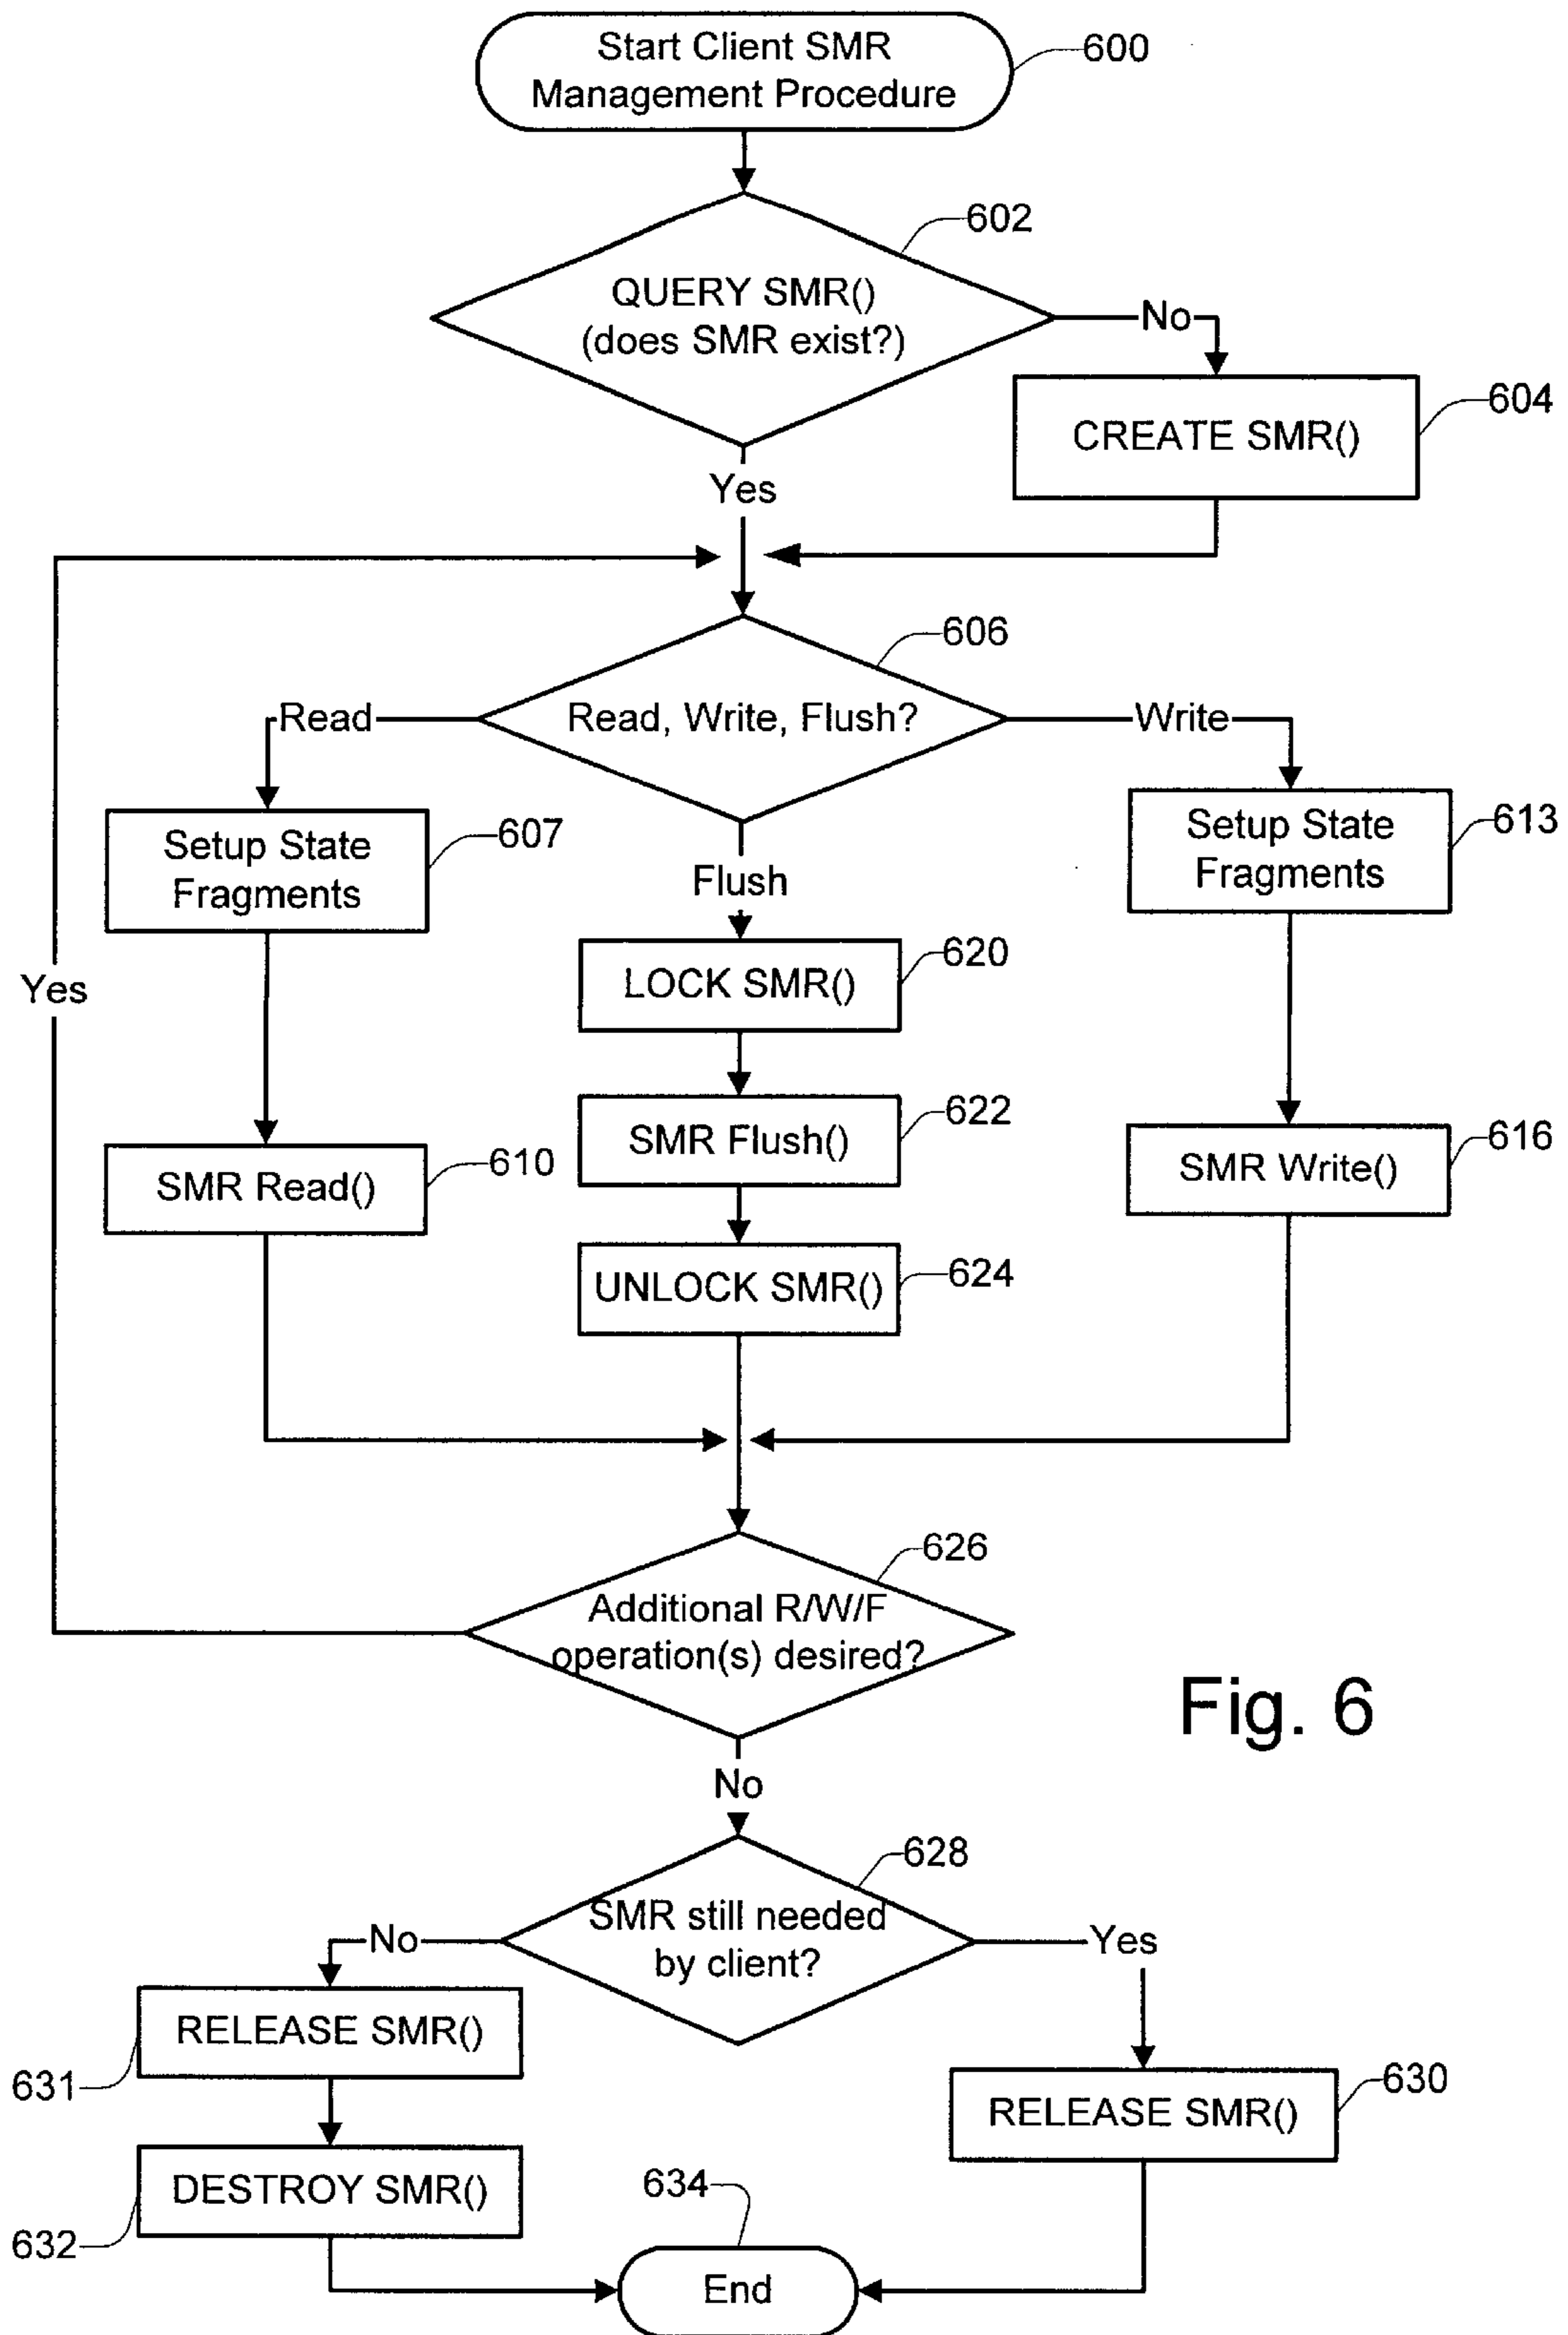 Start Client SMR
Management Procedure
600
602
QUERY SMR()
(does SMR exist?)
No
604
CREATE SMR()
Yes
606
Read, Write, Flush?
Read
Write
Flush
Setup State
Fragments
607
Setup State
Fragments
613
Yes
LOCK SMR()
620
SMR Flush()
622
SMR Read()
610
SMR Write()
616
UNLOCK SMR()
624
626
Additional R/W/F
operation(s) desired?
Fig. 6
No
628
SMR still needed
by client?
No
Yes
RELEASE SMR()
631
RELEASE SMR()
630
DESTROY SMR()
632
634
End